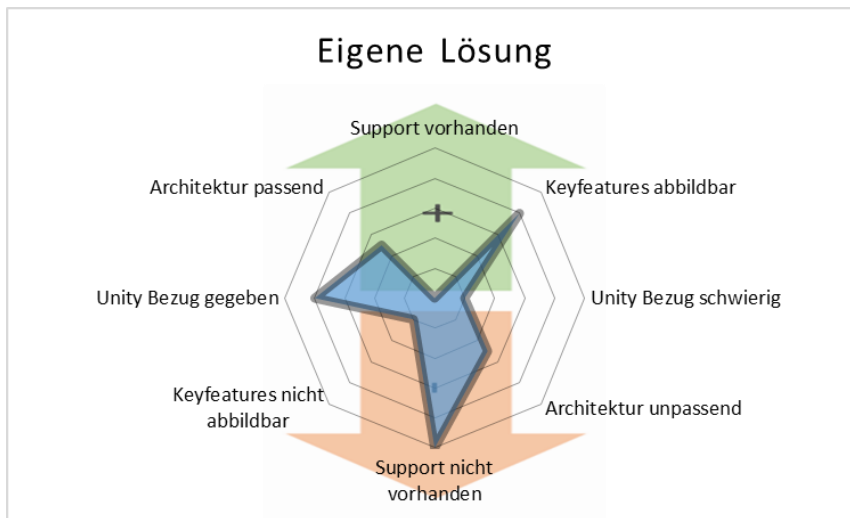 Eigene Lösung
Support vorhanden
Architektur passend
Keyfeatures abbildbar
+
Unity Bezug gegeben
Unity Bezug schwierig
Keyfeatures nicht
abbildbar
-
Architektur unpassend
Support nicht
vorhanden